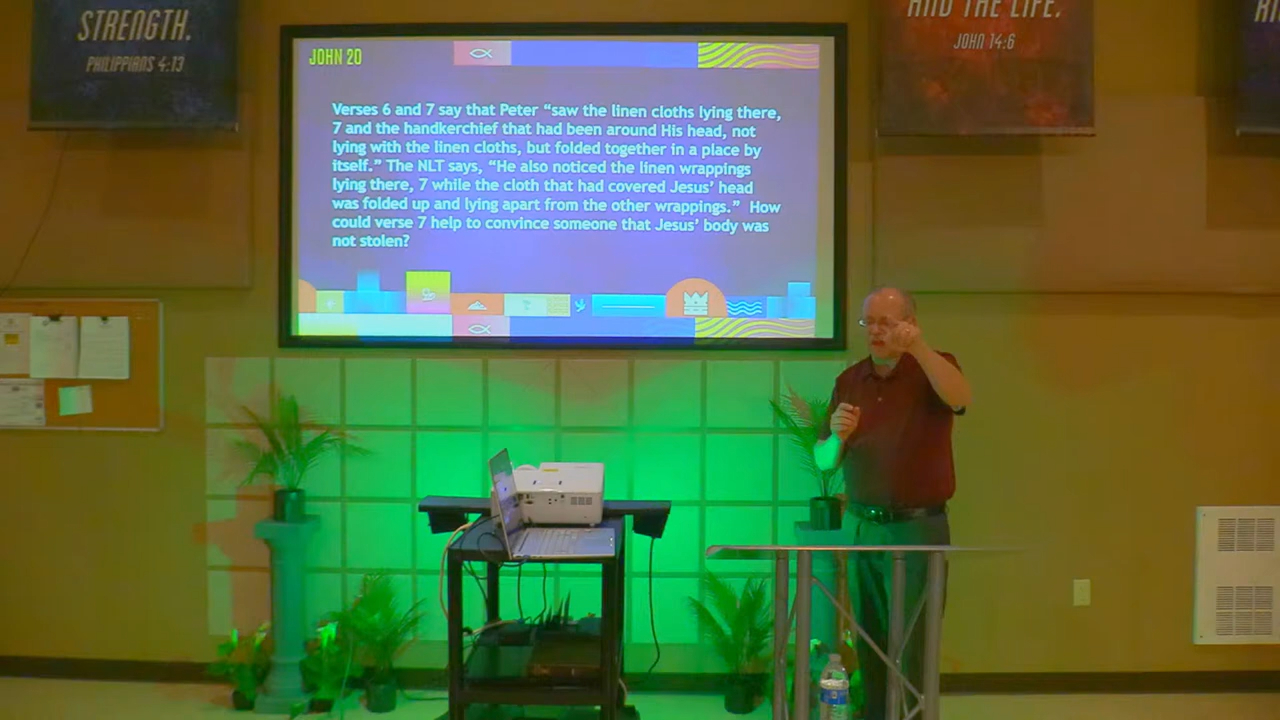 STRENGTH.
PHILIPPIANS 4:13
AND THE LIFE.
JOHN 14:6
JOHN 20
Verses 6 and 7 say that Peter “saw the linen cloths lying there,
7 and the handkerchief that had been around His head, not
lying with the linen cloths, but folded together in a place by
itself.” The NLT says, “He also noticed the linen wrappings
lying there, 7 while the cloth that had covered Jesus’ head
was folded up and lying apart from the other wrappings.” How
could verse 7 help to convince someone that Jesus’ body was
not stolen?